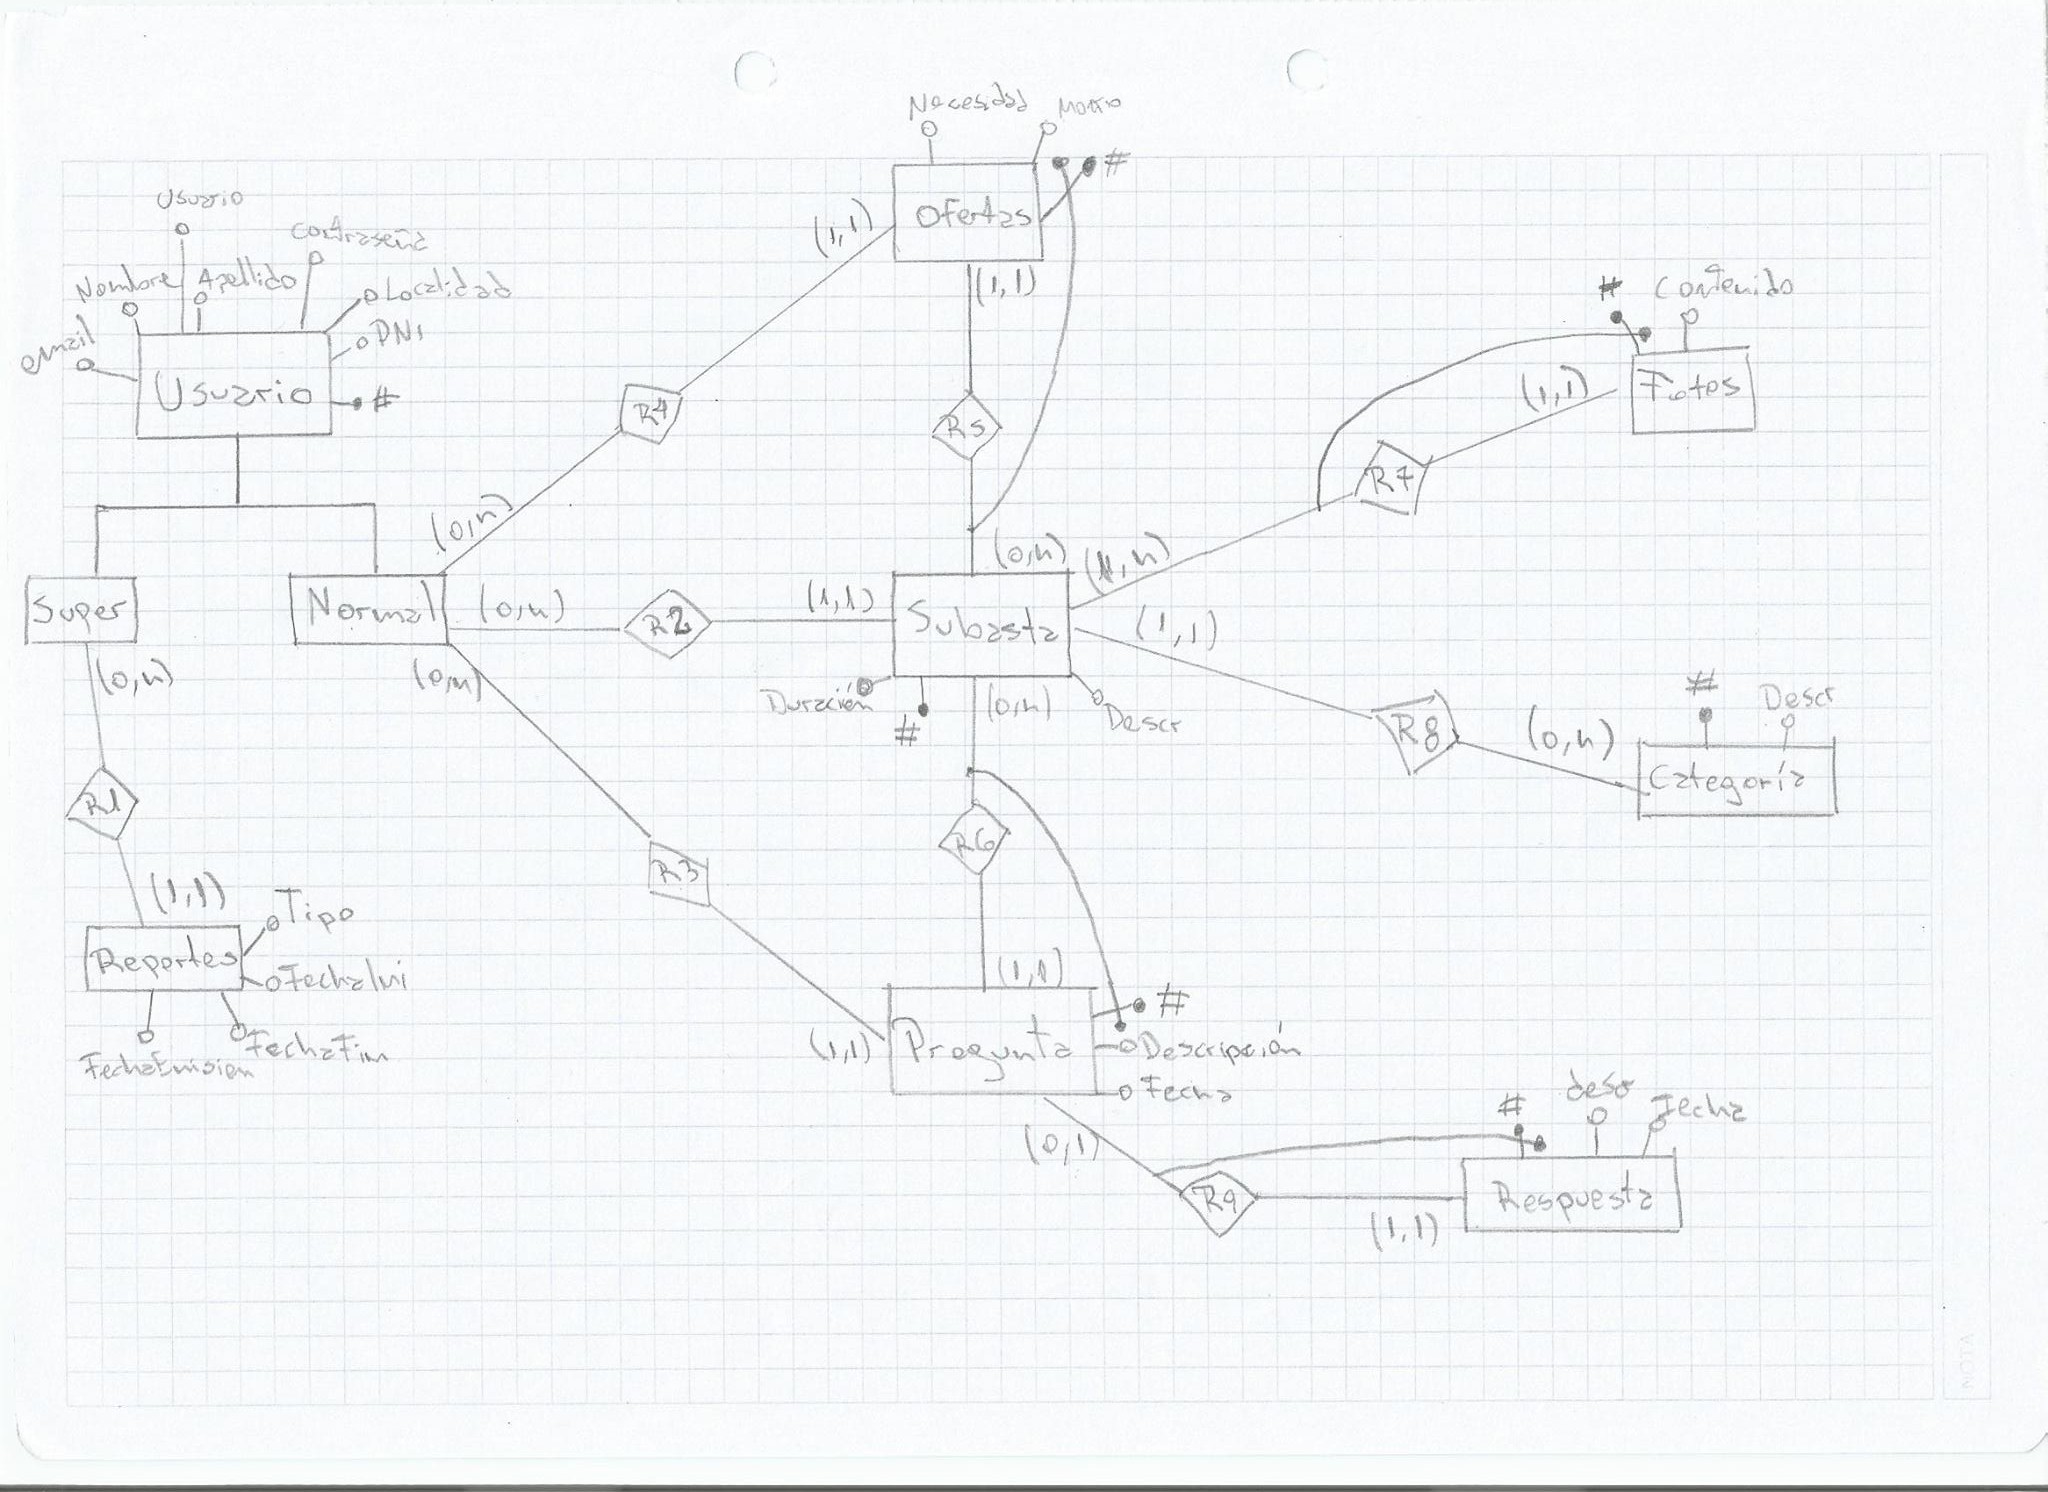 Necesidad
Monto
#
Ofertas
(1,1)
(1,1)
Usuario
Contraseña
Nombre
Apellido
Localidad
Mail
DNI
Usuario
#
R4
R5
#
Contenido
Fotos
(1,1)
R7
(0,n)
(0,n)
(1,n)
Super
Normal
(0,n)
R2
(1,1)
Subasta
(1,1)
(0,n)
(0,n)
Duración
#
(0,n)
Descr
#
Descr
R8
(0,n)
Categoría
R1
R6
R3
(1,1)
Tipo
Reportes
FechaIni
FechaEmision
FechaFin
(1,1)
#
(1,1)
Pregunta
Descripción
Fecha
(0,1)
#
desc
Fecha
R9
Respuesta
(1,1)